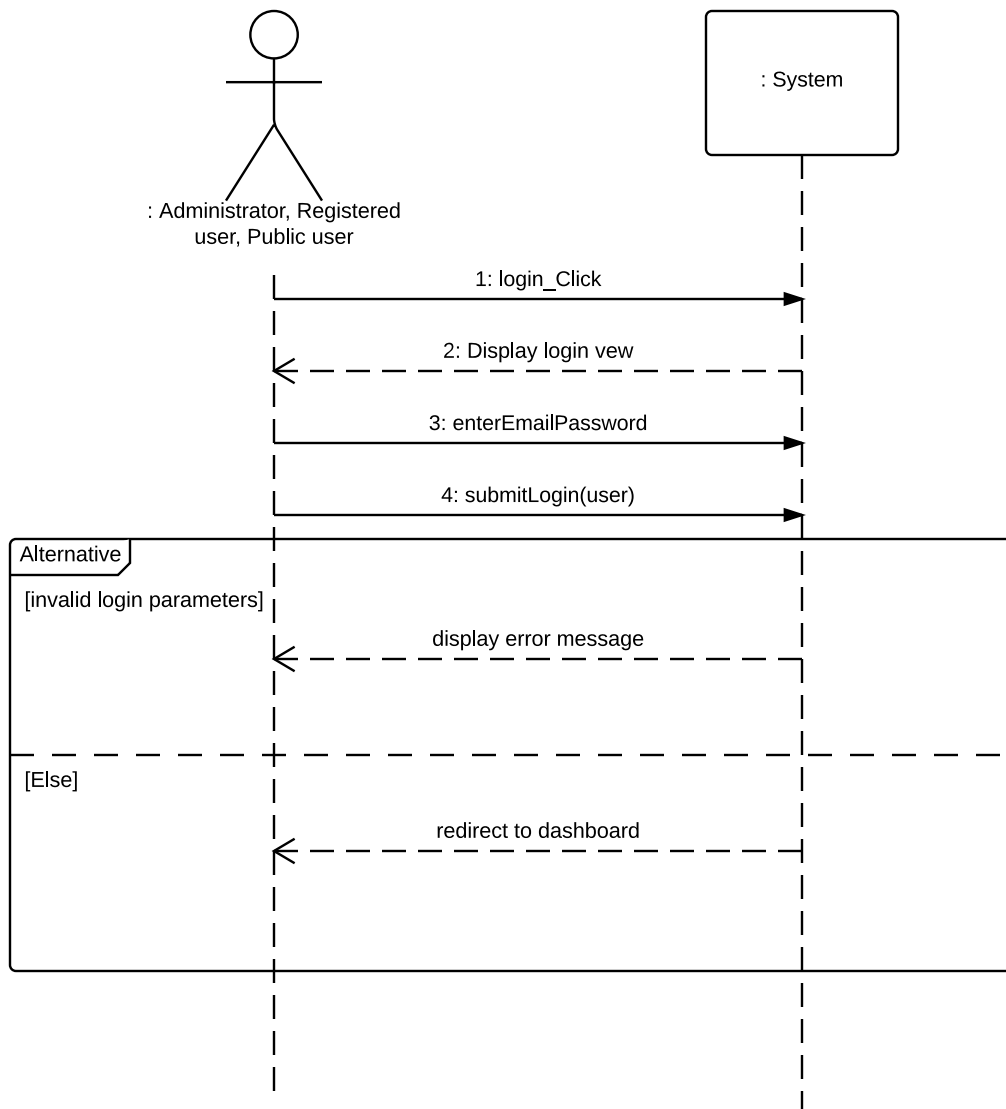 : System
: Administrator, Registered
user, Public user
1: login_Click
2: Display login vew
3: enterEmailPassword
4: submitLogin(user)
Alternative
[invalid login parameters]
display error message
[Else]
redirect to dashboard